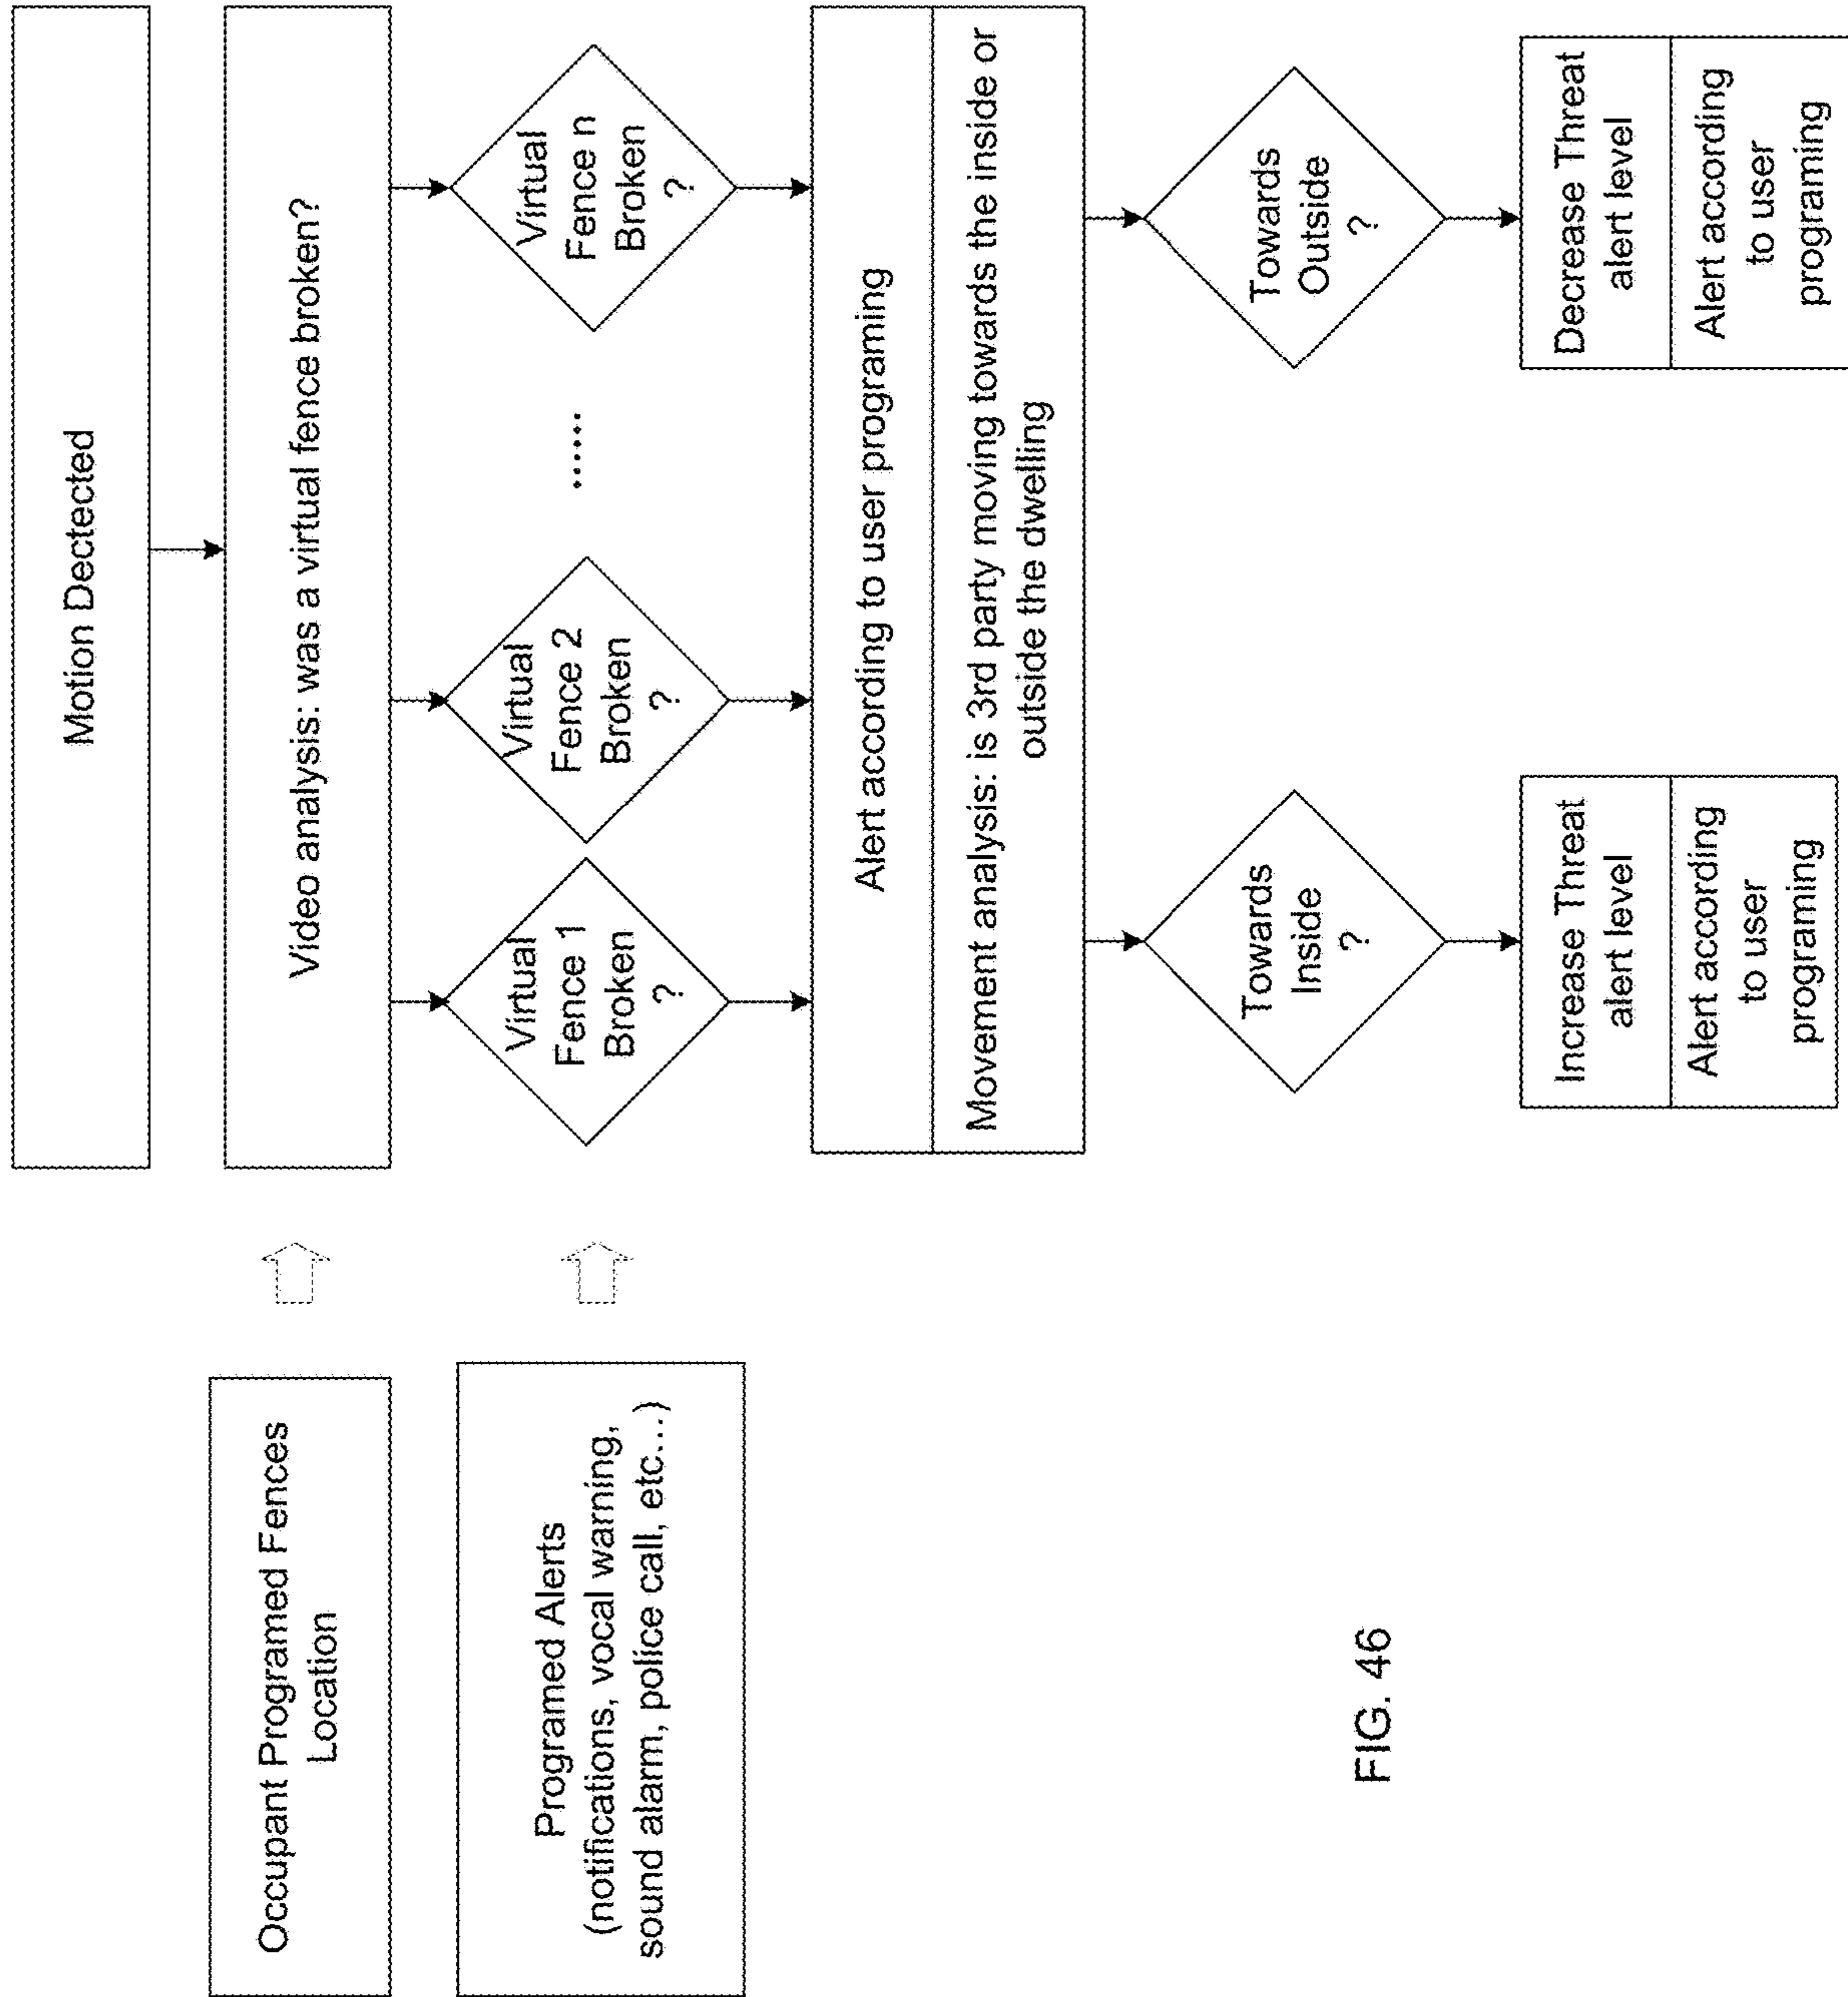 Motion Dectected
Video analysis: was a virtual fence broken?
Occupant Programed Fences
Location
Programed Alerts
(notifications, vocal warning,
sound alarm, police call, etc...)
Virtual
Fence 1
Broken
?
Virtual
Fence 2
Broken
?
......
Virtual
Fence n
Broken
?
Alert according to user programing
Movement analysis: is 3rd party moving towards the inside or
outside the dwelling
Towards
Inside
?
Towards
Outside
?
Increase Threat
alert level
Alert according
to user
programing
Decrease Threat
alert level
Alert according
to user
programing
FIG. 46